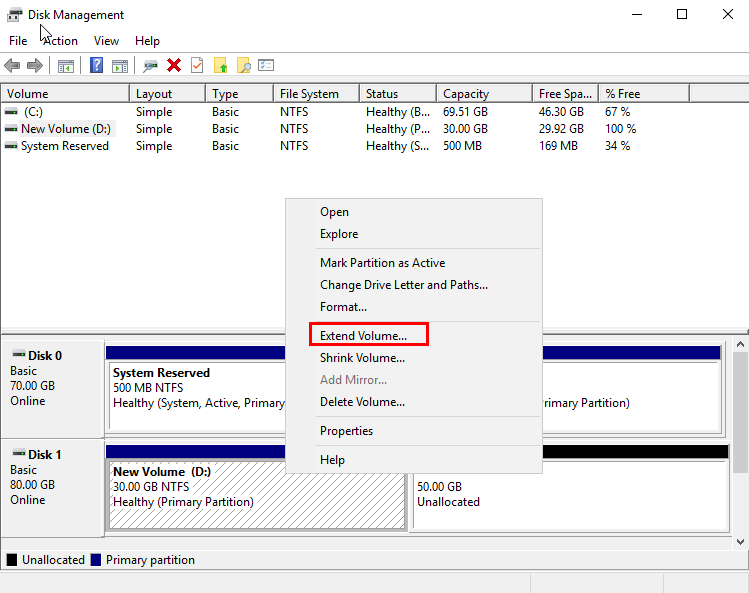 Disk Management
File Action View Help
Volume Layout Type File System Status Capacity Free Spa... % Free
(C:) Simple Basic NTFS Healthy (B... 69.51 GB 46.30 GB 67 %
New Volume (D:) Simple Basic NTFS Healthy (P... 30.00 GB 29.92 GB 100 %
System Reserved Simple Basic NTFS Healthy (S... 500 MB 169 MB 34 %
Open
Explore
Mark Partition as Active
Change Drive Letter and Paths...
Format...
Extend Volume...
Shrink Volume...
Add Mirror...
Delete Volume...
Properties
Help
Disk 0
Basic
70.00 GB
Online
System Reserved
500 MB NTFS
Healthy (System, Active, Primary
rimary Partition)
Disk 1
Basic
80.00 GB
Online
New Volume (D:)
30.00 GB NTFS
Healthy (Primary Partition)
50.00 GB
Unallocated
Unallocated Primary partition